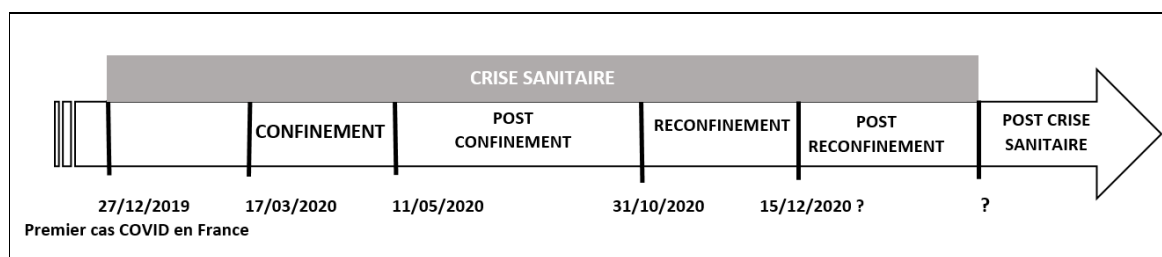 CRISE SANITAIRE
CONFINEMENT
POST
CONFINEMENT
RECONFINEMENT
POST
RECONFINEMENT
POST CRISE
SANITAIRE
27/12/2019
17/03/2020
11/05/2020
31/10/2020
15/12/2020 ?
?
Premier cas COVID en France